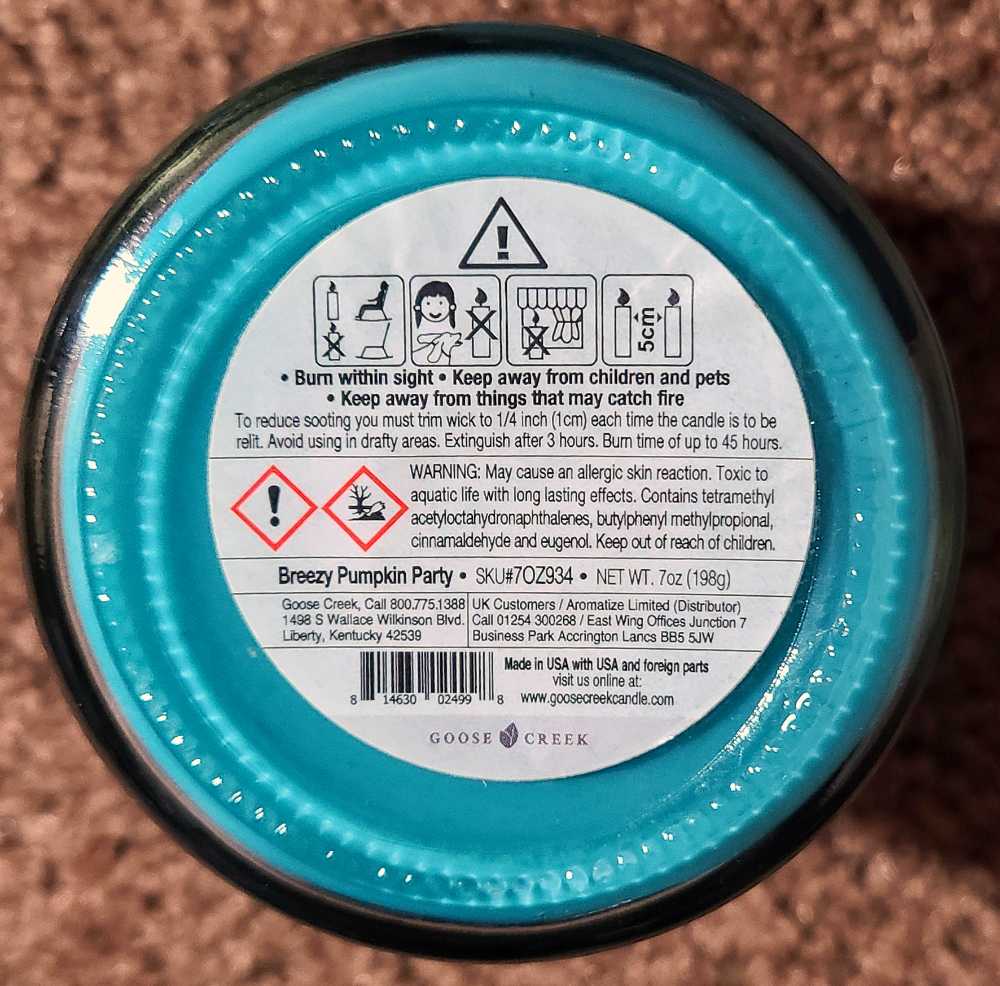 !
5cm
• Burn within sight • Keep away from children and pets
• Keep away from things that may catch fire
To reduce sooting you must trim wick to 1/4 inch (1cm) each time the candle is to be
relit. Avoid using in drafty areas. Extinguish after 3 hours. Burn time of up to 45 hours.
!
WARNING: May cause an allergic skin reaction. Toxic to
aquatic life with long lasting effects. Contains tetramethyl
acetyloctahydronaphthalenes, butylphenyl methylpropional,
cinnamaldehyde and eugenol. Keep out of reach of children.
Breezy Pumpkin Party • SKU#7OZ934 • NET WT. 7oz (198g)
Goose Creek, Call 800.775.1388
1498 S Wallace Wilkinson Blvd.
Liberty, Kentucky 42539
UK Customers / Aromatize Limited (Distributor)
Call 01254 300268 / East Wing Offices Junction 7
Business Park Accrington Lancs BB5 5JW
8 14630 02499 8
Made in USA with USA and foreign parts
visit us online at:
www.goosecreekcandle.com
GOOSE CREEK